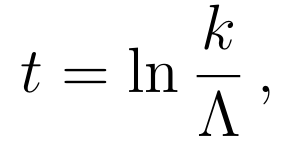 t = ln k/Λ ,